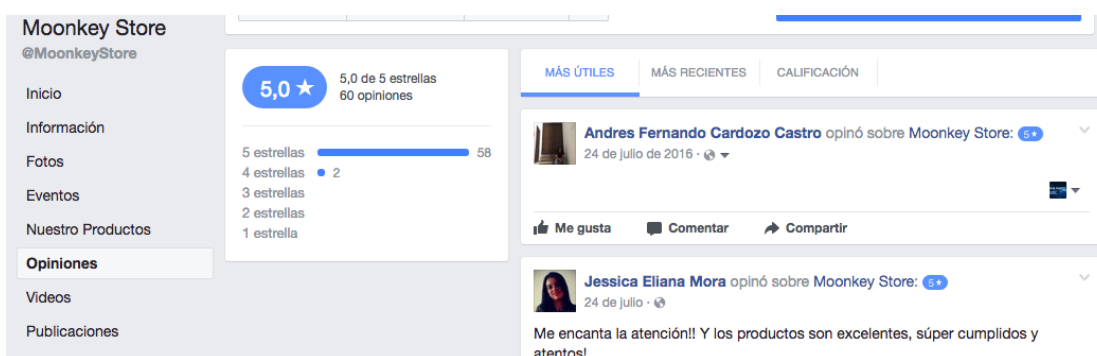 Moonkey Store
@MoonkeyStore
Inicio
Información
Fotos
Eventos
Nuestro Productos
Opiniones
Videos
Publicaciones
5,0 ★
5,0 de 5 estrellas
60 opiniones
5 estrellas 58
4 estrellas 2
3 estrellas
2 estrellas
1 estrella
MÁS ÚTILES MÁS RECIENTES CALIFICACIÓN
Andres Fernando Cardozo Castro opinó sobre Moonkey Store: 5★
24 de julio de 2016 ·
Me gusta Comentar Compartir
Jessica Eliana Mora opinó sobre Moonkey Store: 5★
24 de julio ·
Me encanta la atención!! Y los productos son excelentes, súper cumplidos y
atentos!